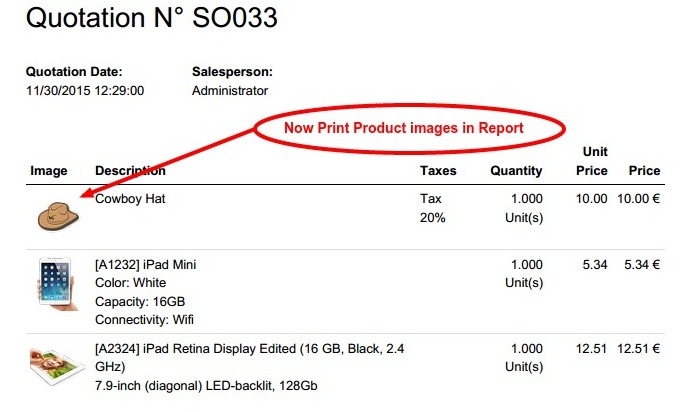 Quotation N° SO033
Quotation Date: Salesperson:
11/30/2015 12:29:00 Administrator
Now Print Product images in Report
Image Description Taxes Quantity Unit Price Price
Cowboy Hat Tax 20% 1.000 Unit(s) 10.00 10.00 €
[A1232] iPad Mini 1.000 Unit(s) 5.34 5.34 €
Color: White
Capacity: 16GB
Connectivity: Wifi
[A2324] iPad Retina Display Edited (16 GB, Black, 2.4 1.000 12.51 12.51 €
GHz) Unit(s)
7.9-inch (diagonal) LED-backlit, 128Gb